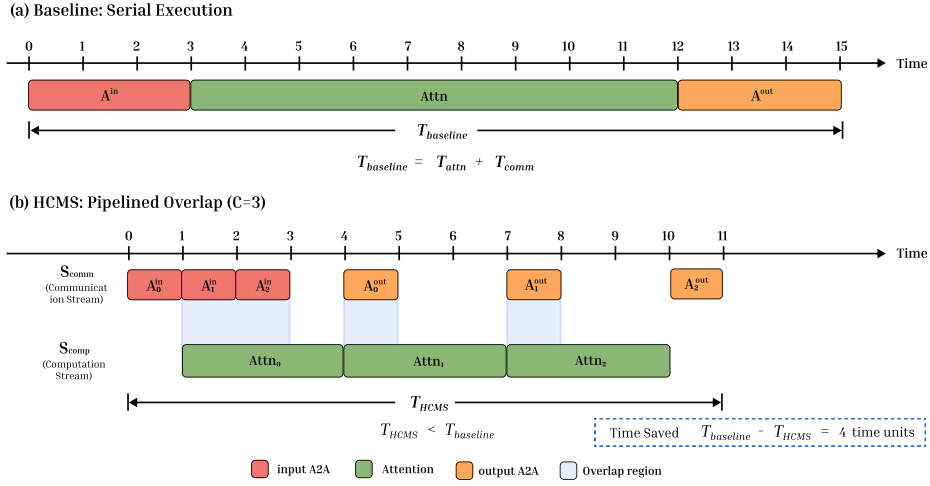 (a) Baseline: Serial Execution
0 1 2 3 4 5 6 7 8 9 10 11 12 13 14 15 Time
A^in Attn A^out
T_baseline
T_baseline = T_attn + T_comm
(b) HCMS: Pipelined Overlap (C=3)
0 1 2 3 4 5 6 7 8 9 10 11 Time
S_comm
(Communicat
ion Stream)
A_0^in A_1^in A_2^in A_0^out A_1^out A_2^out
S_comp
(Computation
Stream)
Attn_0 Attn_1 Attn_2
T_HCMS
T_HCMS < T_baseline
Time Saved T_baseline - T_HCMS = 4 time units
input A2A Attention output A2A Overlap region